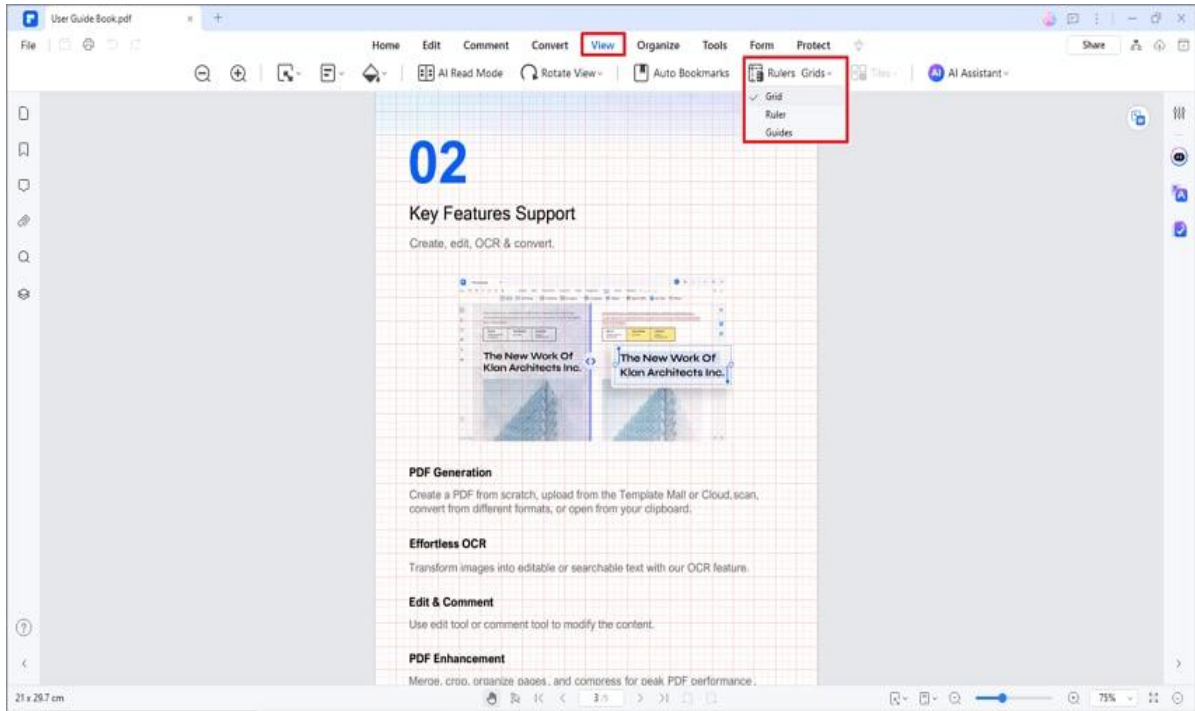 User Guide Book.pdf
File
Home Edit Comment Convert View Organize Tools Form Protect
Share
AI Read Mode Rotate View Auto Bookmarks Rulers Grids Tiles AI Assistant
Grid
Ruler
Guides
02
Key Features Support
Create, edit, OCR & convert.
The New Work Of
Klan Architects Inc.
The New Work Of
Klan Architects Inc.
PDF Generation
Create a PDF from scratch, upload from the Template Mall or Cloud, scan,
convert from different formats, or open from your clipboard.
Effortless OCR
Transform images into editable or searchable text with our OCR feature.
Edit & Comment
Use edit tool or comment tool to modify the content.
PDF Enhancement
Merge, crop, organize pages, and compress for peak PDF performance.
21 x 29.7 cm
3 /5
75%